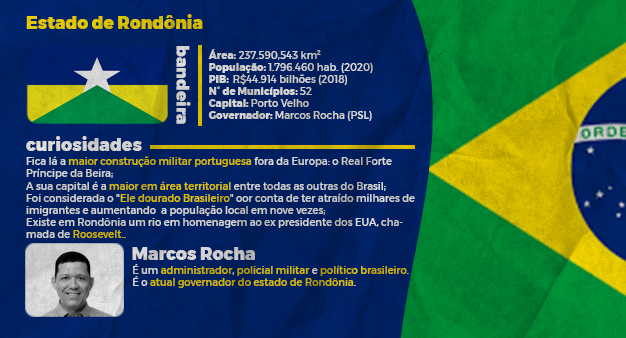 Estado de Rondônia
bandeira
Área: 237.590,543 km²
População: 1.796.460 hab. (2020)
PIB: R$44.914 bilhões (2018)
N° de Municípios: 52
Capital: Porto Velho
Governador: Marcos Rocha (PSL)
curiosidades
Fica lá a maior construção militar portuguesa fora da Europa: o Real Forte
Príncipe da Beira;
A sua capital é a maior em área territorial entre todas as outras do Brasil;
Foi considerada o "Ele dourado Brasileiro" oor conta de ter atraído milhares de
imigrantes e aumentando a população local em nove vezes;
Existe em Rondônia um rio em homenagem ao ex presidente dos EUA, cha-
mada de Roosevelt..
Marcos Rocha
É um administrador, policial militar e político brasileiro.
É o atual governador do estado de Rondônia.
ORDE